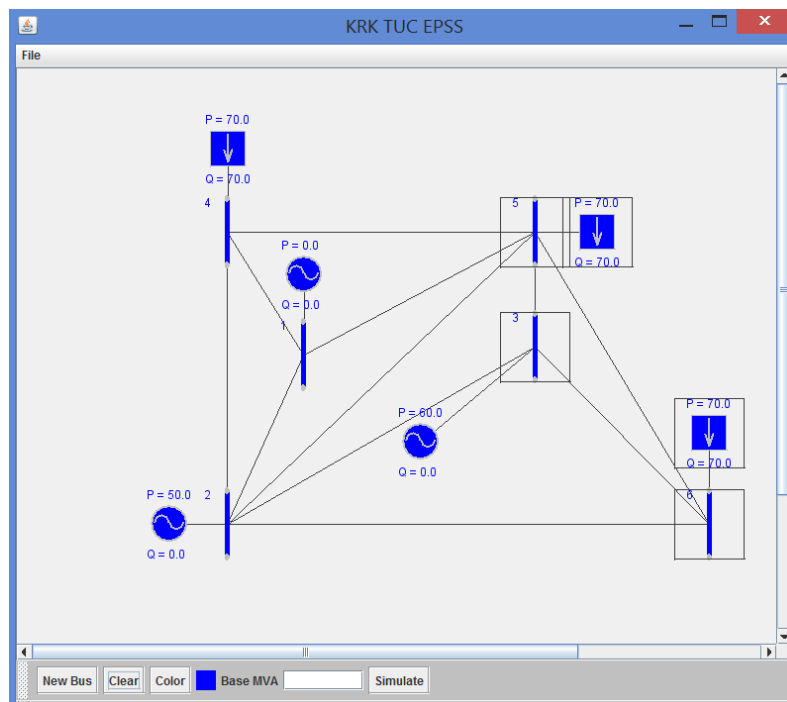 KRK TUC EPSS
File
P = 70.0
Q = 70.0
4
5
P = 70.0
Q = 70.0
P = 0.0
Q = 0.0
1
3
P = 60.0
Q = 0.0
P = 70.0
Q = 70.0
6
P = 50.0
2
Q = 0.0
New Bus Clear Color Base MVA Simulate